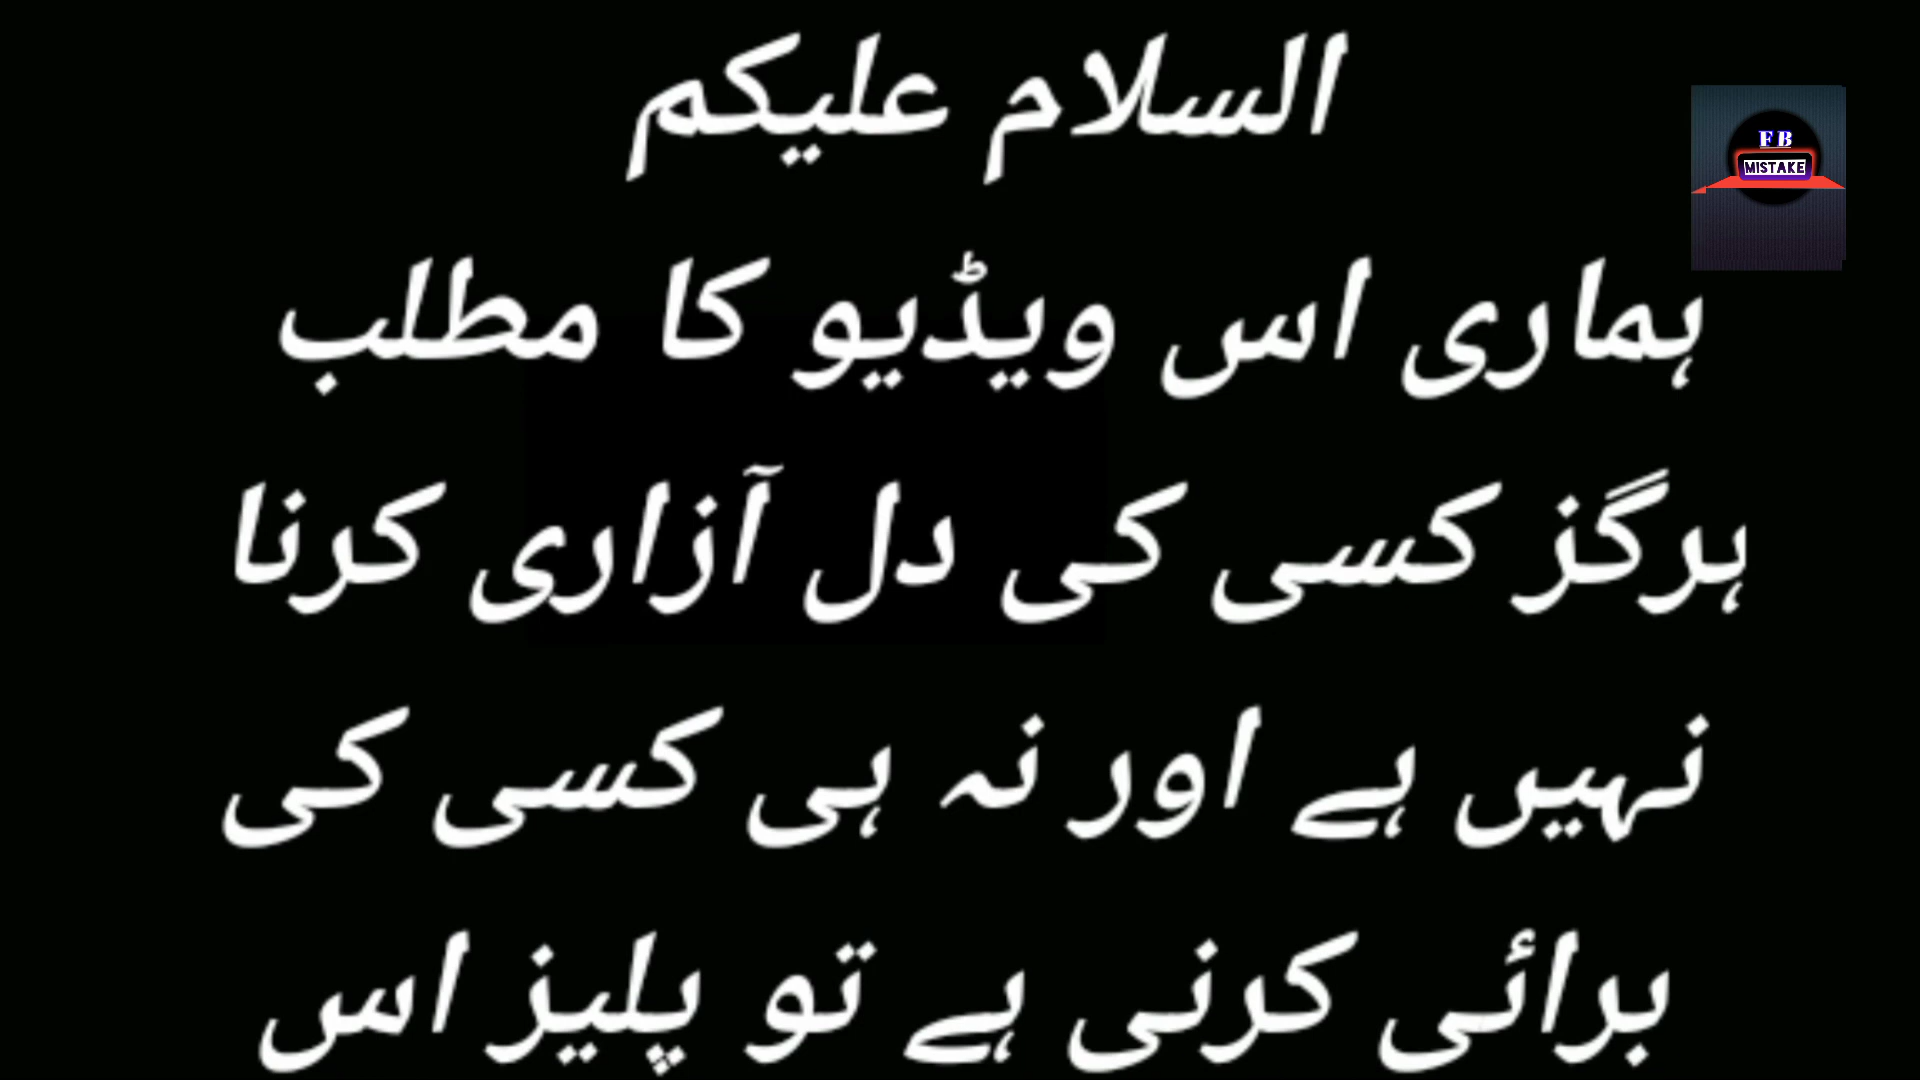 السلام علیکم
FB
MISTAKE
ہماری اس ویڈیو کا مطلب
ہرگز کسی کی دل آزاری کرنا
نہیں ہے اور نہ ہی کسی کی
برائی کرنی ہے تو پلیز اس